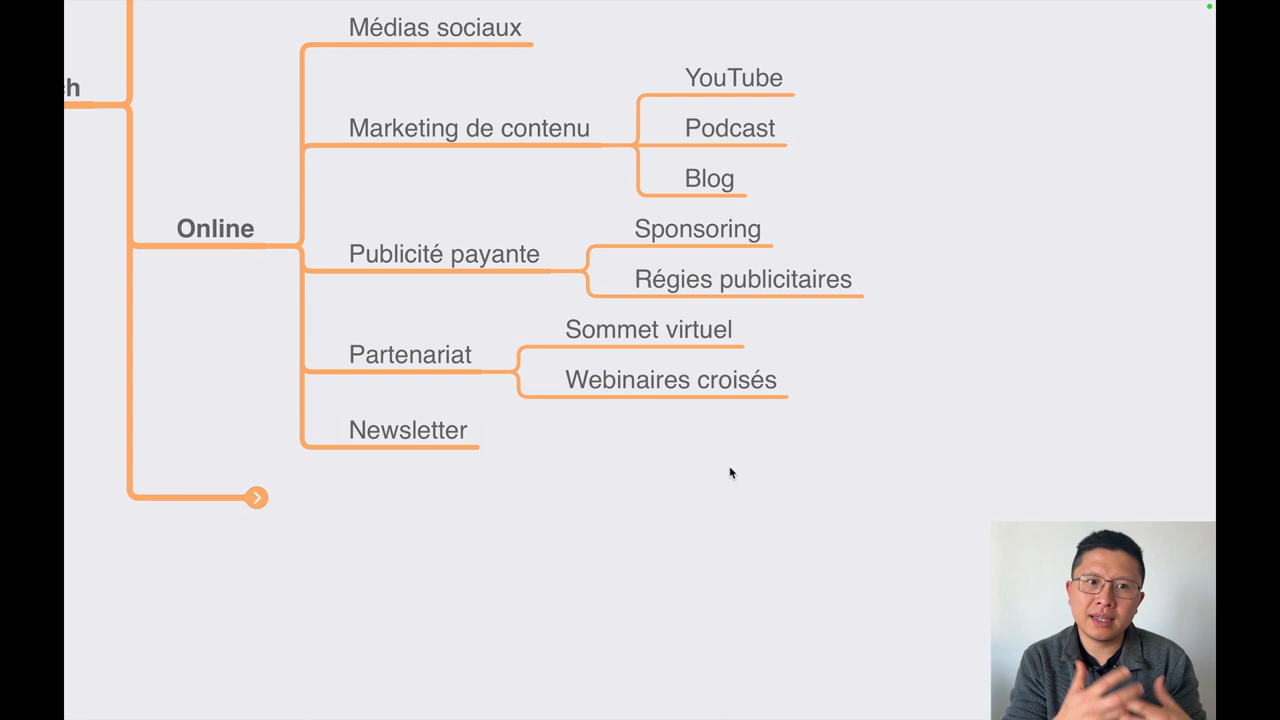 Médias sociaux
YouTube
ch
Marketing de contenu
Podcast
Blog
Online
Sponsoring
Publicité payante
Régies publicitaires
Sommet virtuel
Partenariat
Webinaires croisés
Newsletter